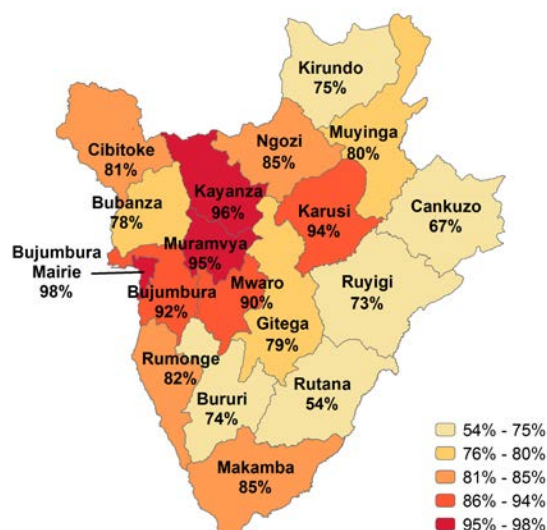 Kirundo
75%
Muyinga
80%
Ngozi
85%
Cibitoke
81%
Kayanza
96%
Bubanza
78%
Karusi
94%
Cankuzo
67%
Muramvya
95%
Bujumbura
Mairie
98%
Bujumbura
92%
Mwaro
90%
Ruyigi
73%
Gitega
79%
Rumonge
82%
Bururi
74%
Rutana
54%
Makamba
85%
54% - 75%
76% - 80%
81% - 85%
86% - 94%
95% - 98%